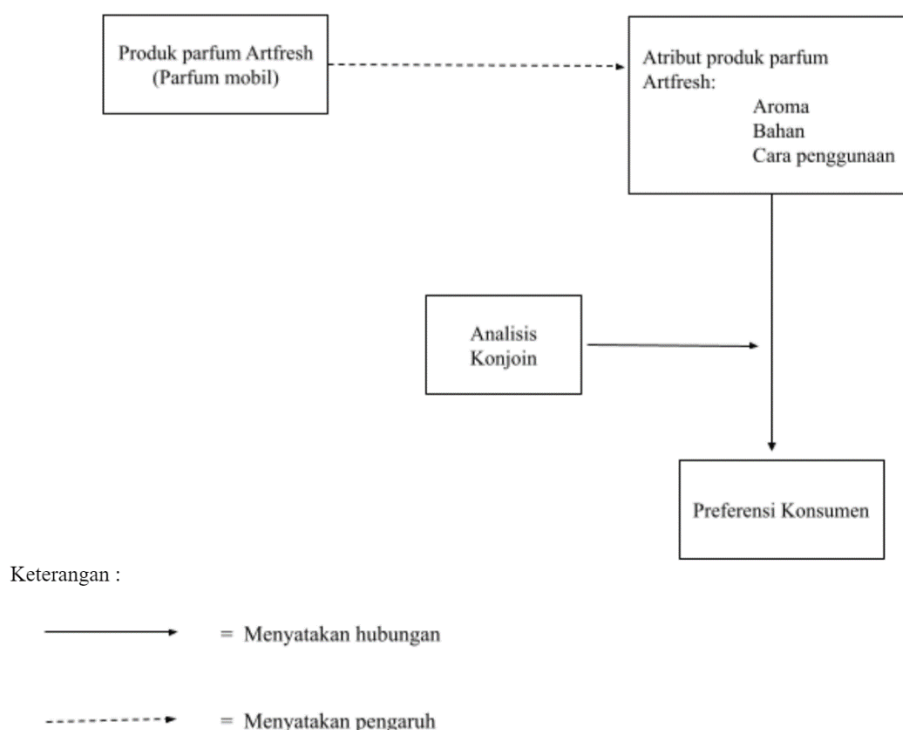 Produk parfum Artfresh
(Parfum mobil)
Atribut produk parfum
Artfresh:
Aroma
Bahan
Cara penggunaan
Analisis
Konjoin
Preferensi Konsumen
Keterangan :
= Menyatakan hubungan
= Menyatakan pengaruh